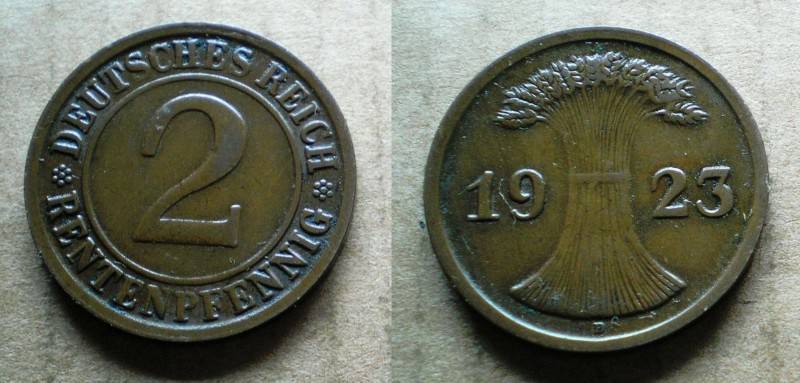 DEUTSCHES REICH
2
RENTENPFENNIG
19 23
D